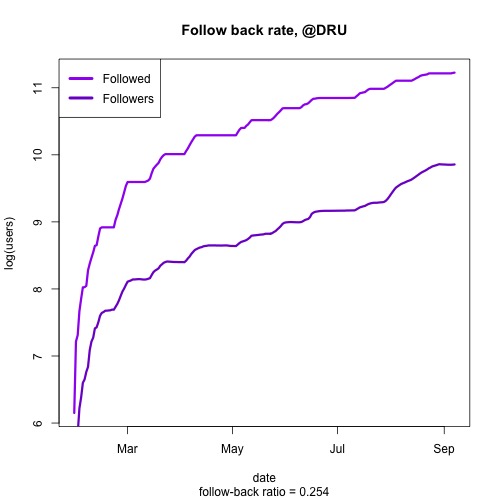 Follow back rate, @DRU
Followed
Followers
log(users)
11
10
9
8
7
6
Mar May Jul Sep
date
follow-back ratio = 0.254